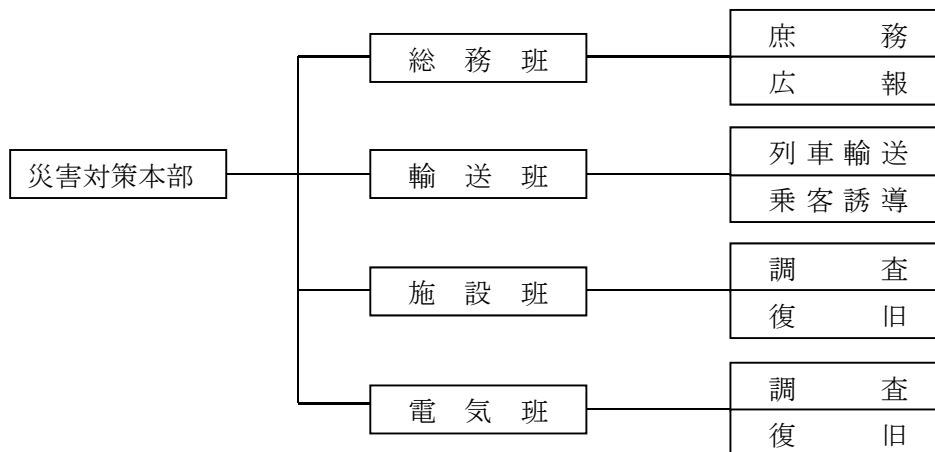 災害対策本部
総務班
庶務
広報
輸送班
列車輸送
乗客誘導
施設班
調査
復旧
電気班
調査
復旧